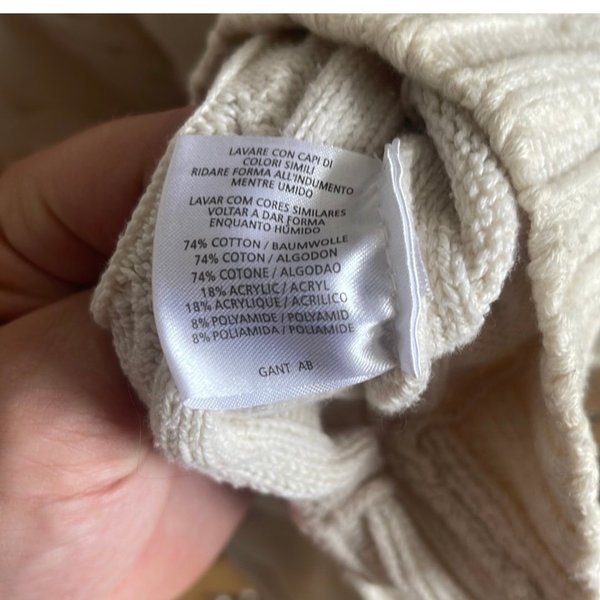 LAVARE CON CAPI DI
COLORI SIMILI
RIDARE FORMA ALL'INDUMENTO
MENTRE UMIDO
LAVAR COM CORES SIMILARES
VOLTAR A DAR FORMA
ENQUANTO HÚMIDO
74% COTTON / BAUMWOLLE
74% COTON / ALGODON
74% COTONE / ALGODAO
18% ACRYLIC / ACRYL
18% ACRYLIQUE / ACRILICO
8% POLYAMIDE / POLYAMID
8% POLIAMIDA / POLIAMIDE
GANT AB